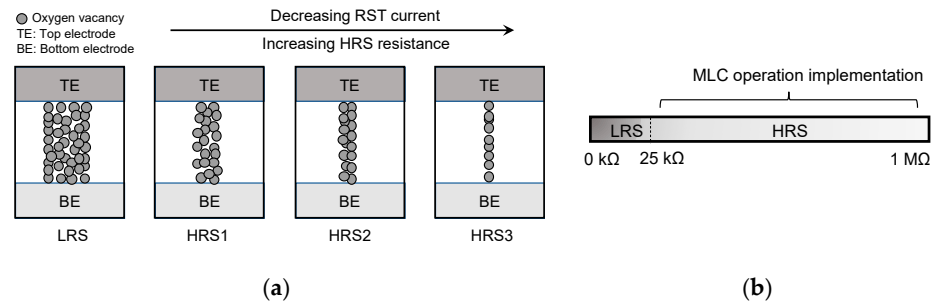 Oxygen vacancy
TE: Top electrode
BE: Bottom electrode
Decreasing RST current
Increasing HRS resistance
TE TE TE TE
BE BE BE BE
LRS HRS1 HRS2 HRS3
(a)
MLC operation implementation
LRS HRS
0 kΩ 25 kΩ 1 MΩ
(b)